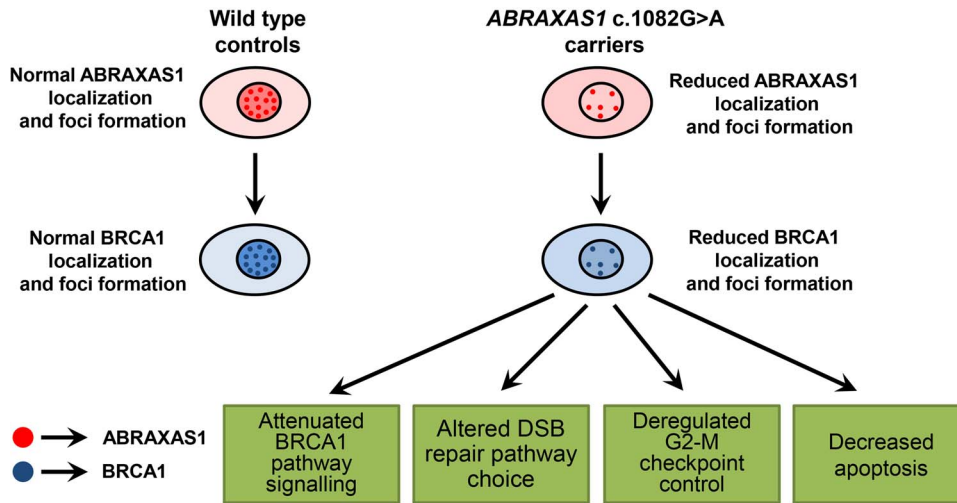 Wild type
controls
ABRAXAS1 c.1082G>A
carriers
Normal ABRAXAS1
localization
and foci formation
Reduced ABRAXAS1
localization
and foci formation
Normal BRCA1
localization
and foci formation
Reduced BRCA1
localization
and foci formation
ABRAXAS1
BRCA1
Attenuated
BRCA1
pathway
signalling
Altered DSB
repair pathway
choice
Deregulated
G2-M
checkpoint
control
Decreased
apoptosis